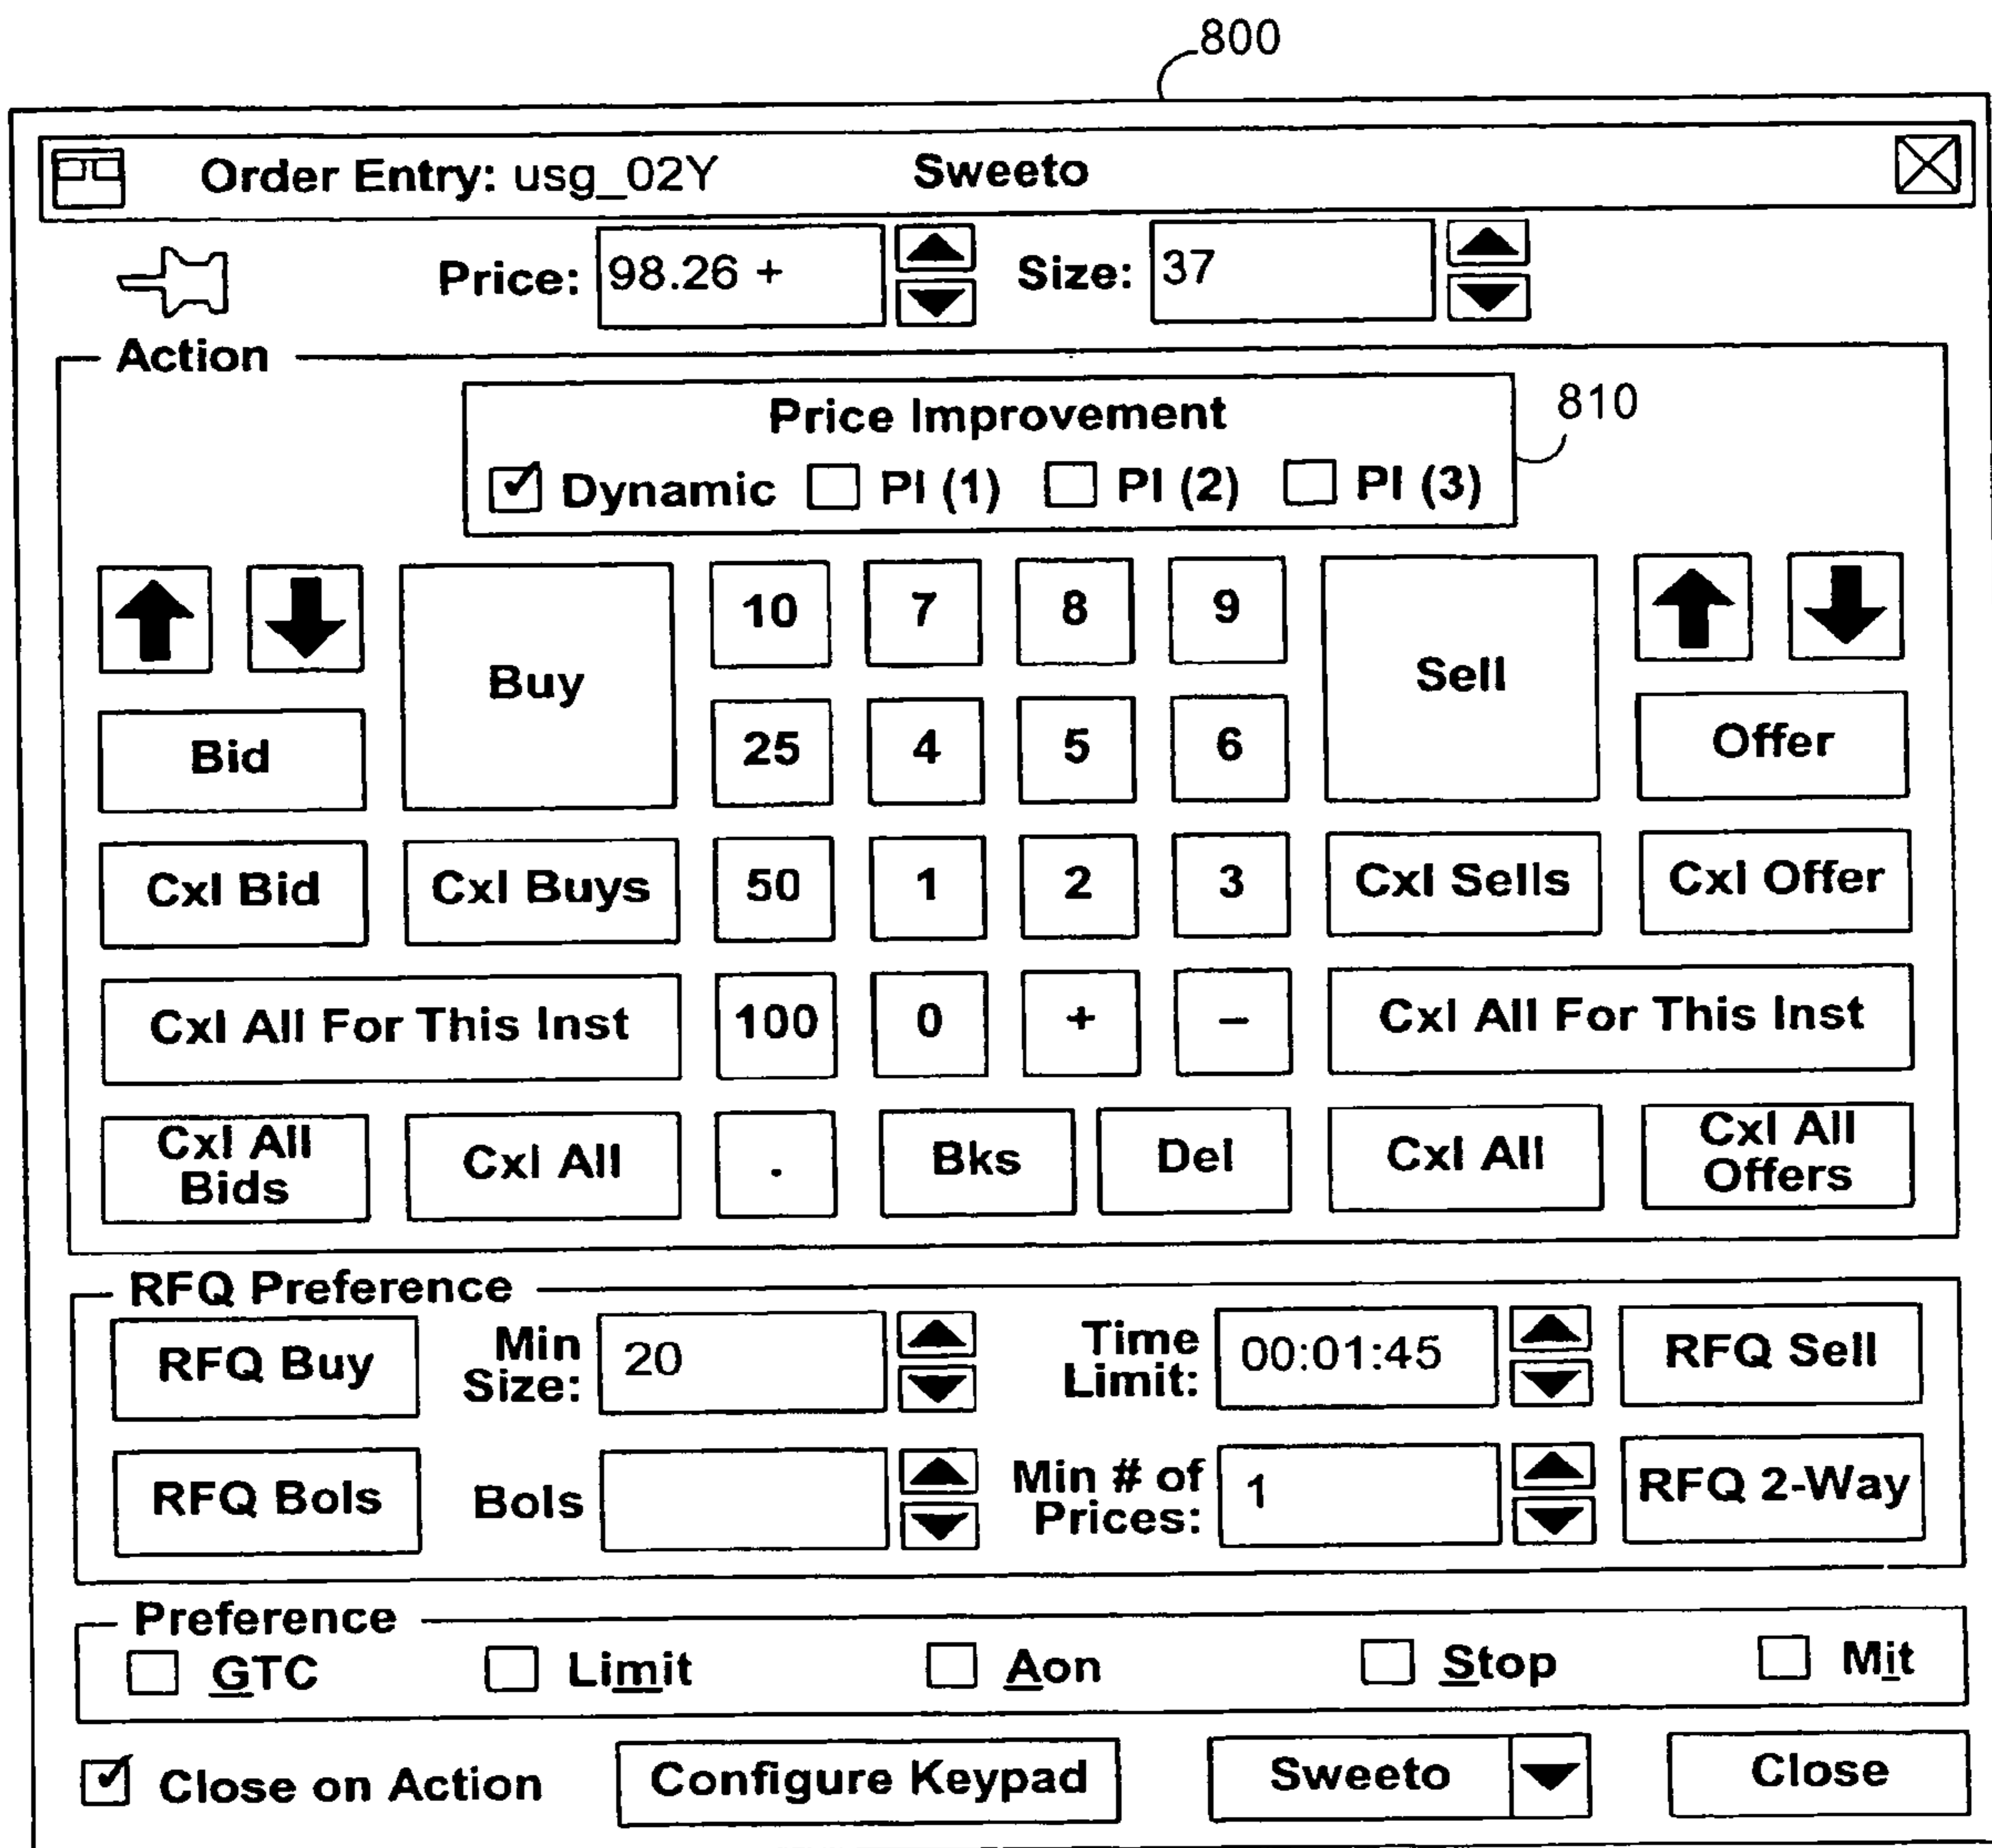 800
Order Entry: usg_02Y Sweeto
Price: 98.26 + Size: 37
Action
Price Improvement
810
Dynamic PI (1) PI (2) PI (3)
10 7 8 9
Buy Sell
Bid 25 4 5 6 Offer
Cxl Bid Cxl Buys 50 1 2 3 Cxl Sells Cxl Offer
Cxl All For This Inst 100 0 + – Cxl All For This Inst
Cxl All Bids Cxl All . Bks Del Cxl All Cxl All Offers
RFQ Preference
RFQ Buy Min Size: 20 Time Limit: 00:01:45 RFQ Sell
RFQ Bols Bols Min # of Prices: 1 RFQ 2-Way
Preference
GTC Limit Aon Stop Mit
Close on Action Configure Keypad Sweeto Close